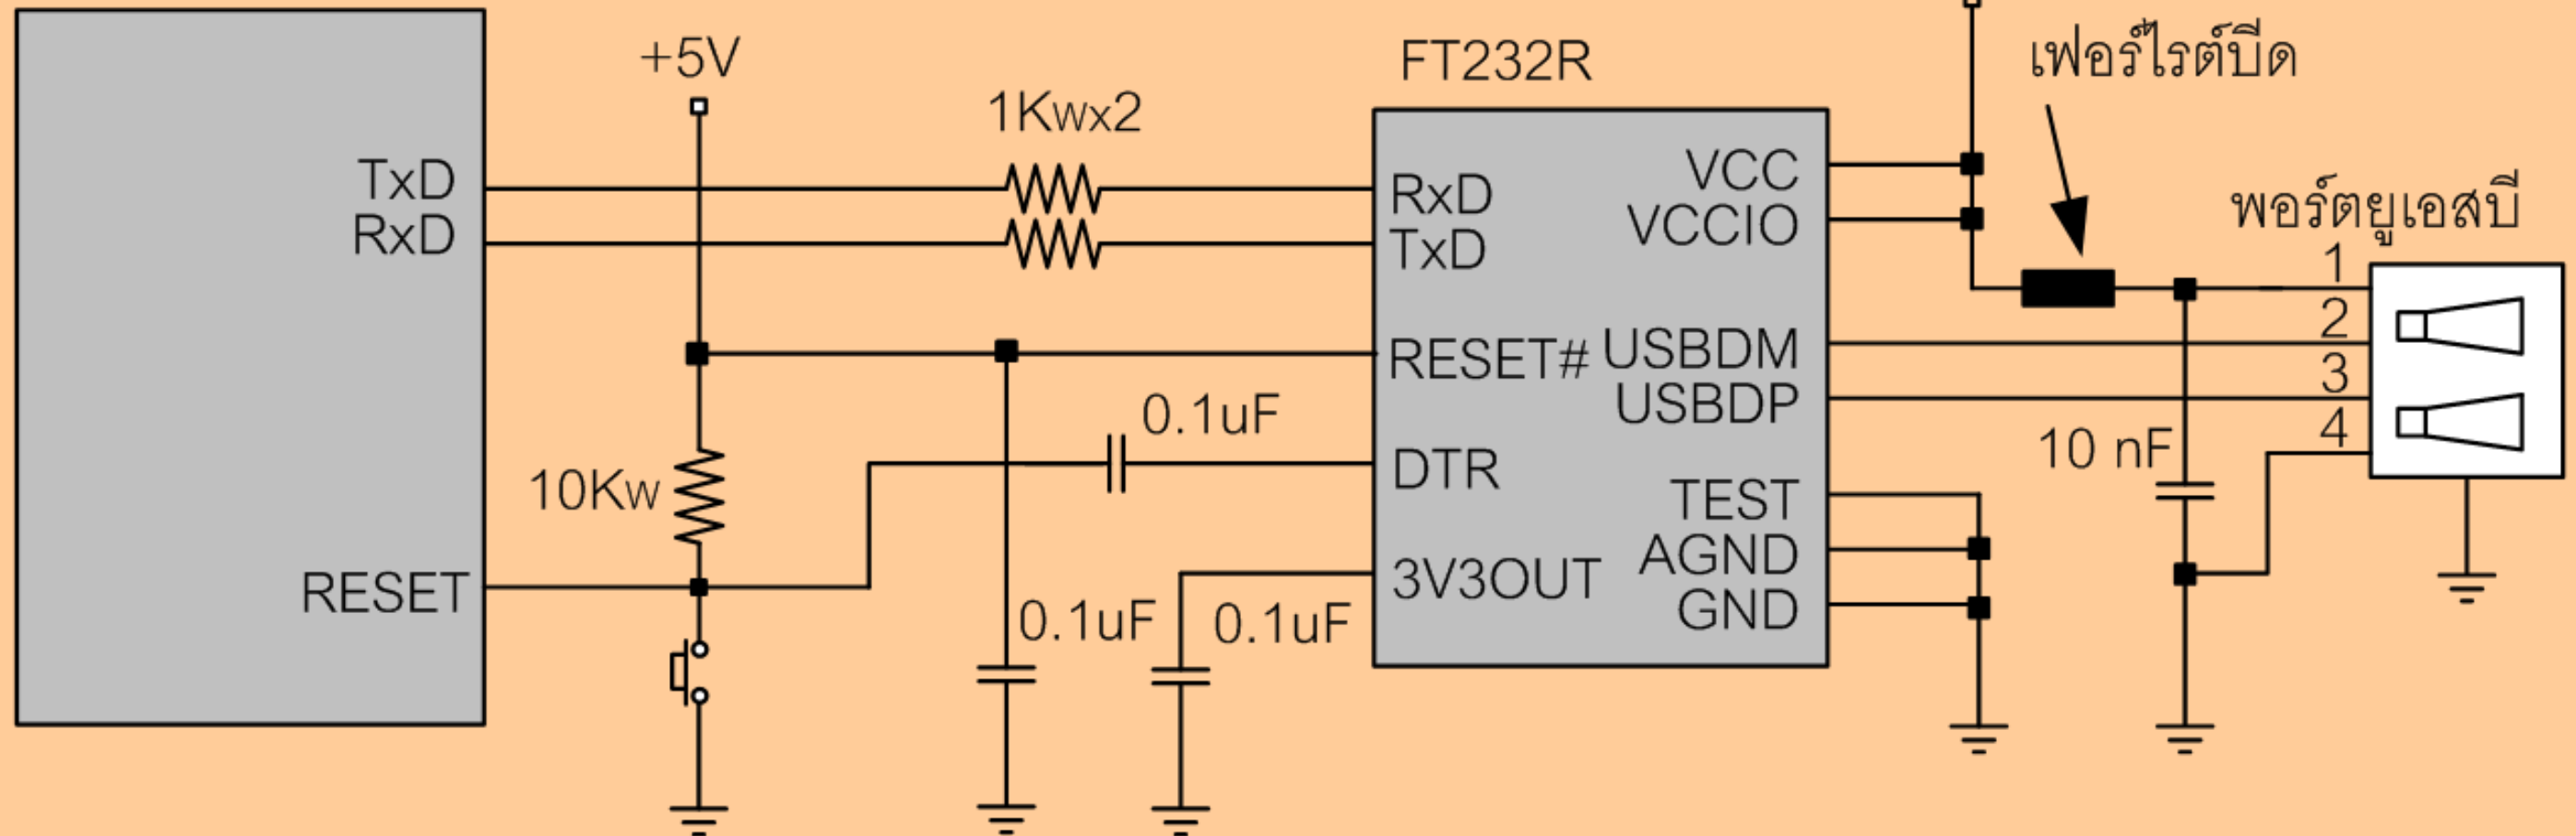 +5V
1Kwx2
FT232R
เฟอร์ไรต์บีด
พอร์ตยูเอสบี
TxD
RxD
RESET
10Kw
0.1uF
0.1uF
0.1uF
RxD
TxD
RESET#
DTR
3V3OUT
VCC
VCCIO
USBDM
USBDP
TEST
AGND
GND
10 nF
1
2
3
4